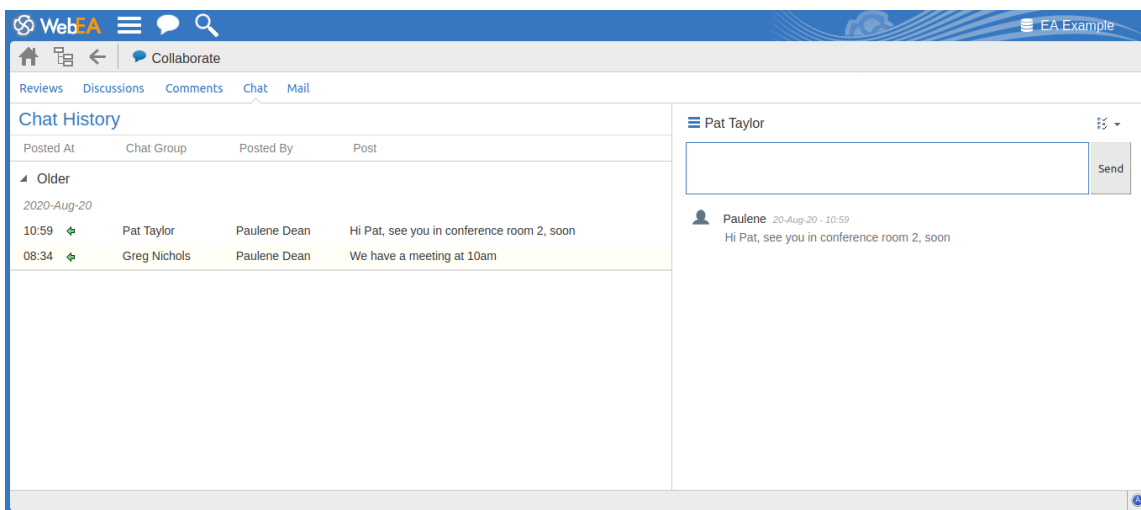 WebEA
EA Example
Collaborate
Reviews Discussions Comments Chat Mail
Chat History
Posted At Chat Group Posted By Post
Older
2020-Aug-20
10:59 Pat Taylor Paulene Dean Hi Pat, see you in conference room 2, soon
08:34 Greg Nichols Paulene Dean We have a meeting at 10am
Pat Taylor
Send
Paulene 20-Aug-20 - 10:59
Hi Pat, see you in conference room 2, soon